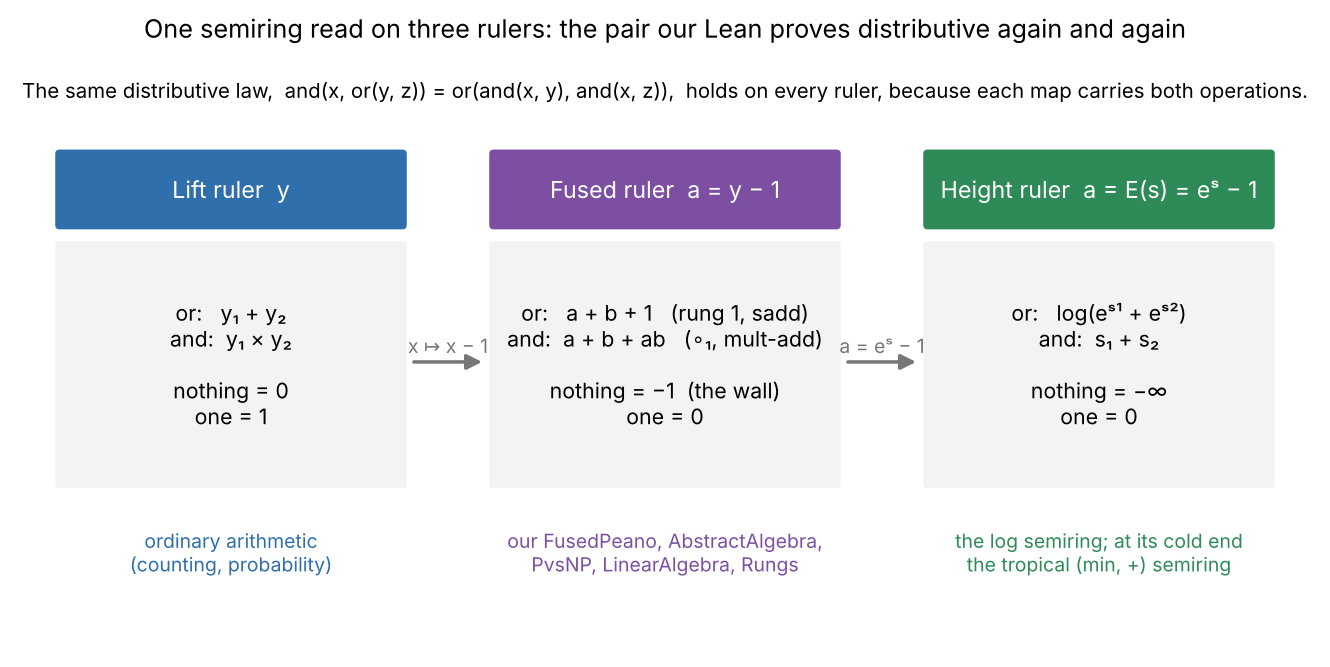 One semiring read on three rulers: the pair our Lean proves distributive again and again
The same distributive law,  and(x, or(y, z)) = or(and(x, y), and(x, z)),  holds on every ruler, because each map carries both operations.
Lift ruler  y
or:   y₁ + y₂
and:  y₁ × y₂
nothing = 0
one = 1
ordinary arithmetic
(counting, probability)
x ↦ x − 1
Fused ruler  a = y − 1
or:   a + b + 1   (rung 1, sadd)
and:  a + b + ab   (∘₁, mult-add)
nothing = −1  (the wall)
one = 0
our FusedPeano, AbstractAlgebra,
PvsNP, LinearAlgebra, Rungs
a = eˢ − 1
Height ruler  a = E(s) = eˢ − 1
or:   log(eˢ¹ + eˢ²)
and:  s₁ + s₂
nothing = −∞
one = 0
the log semiring; at its cold end
the tropical (min, +) semiring